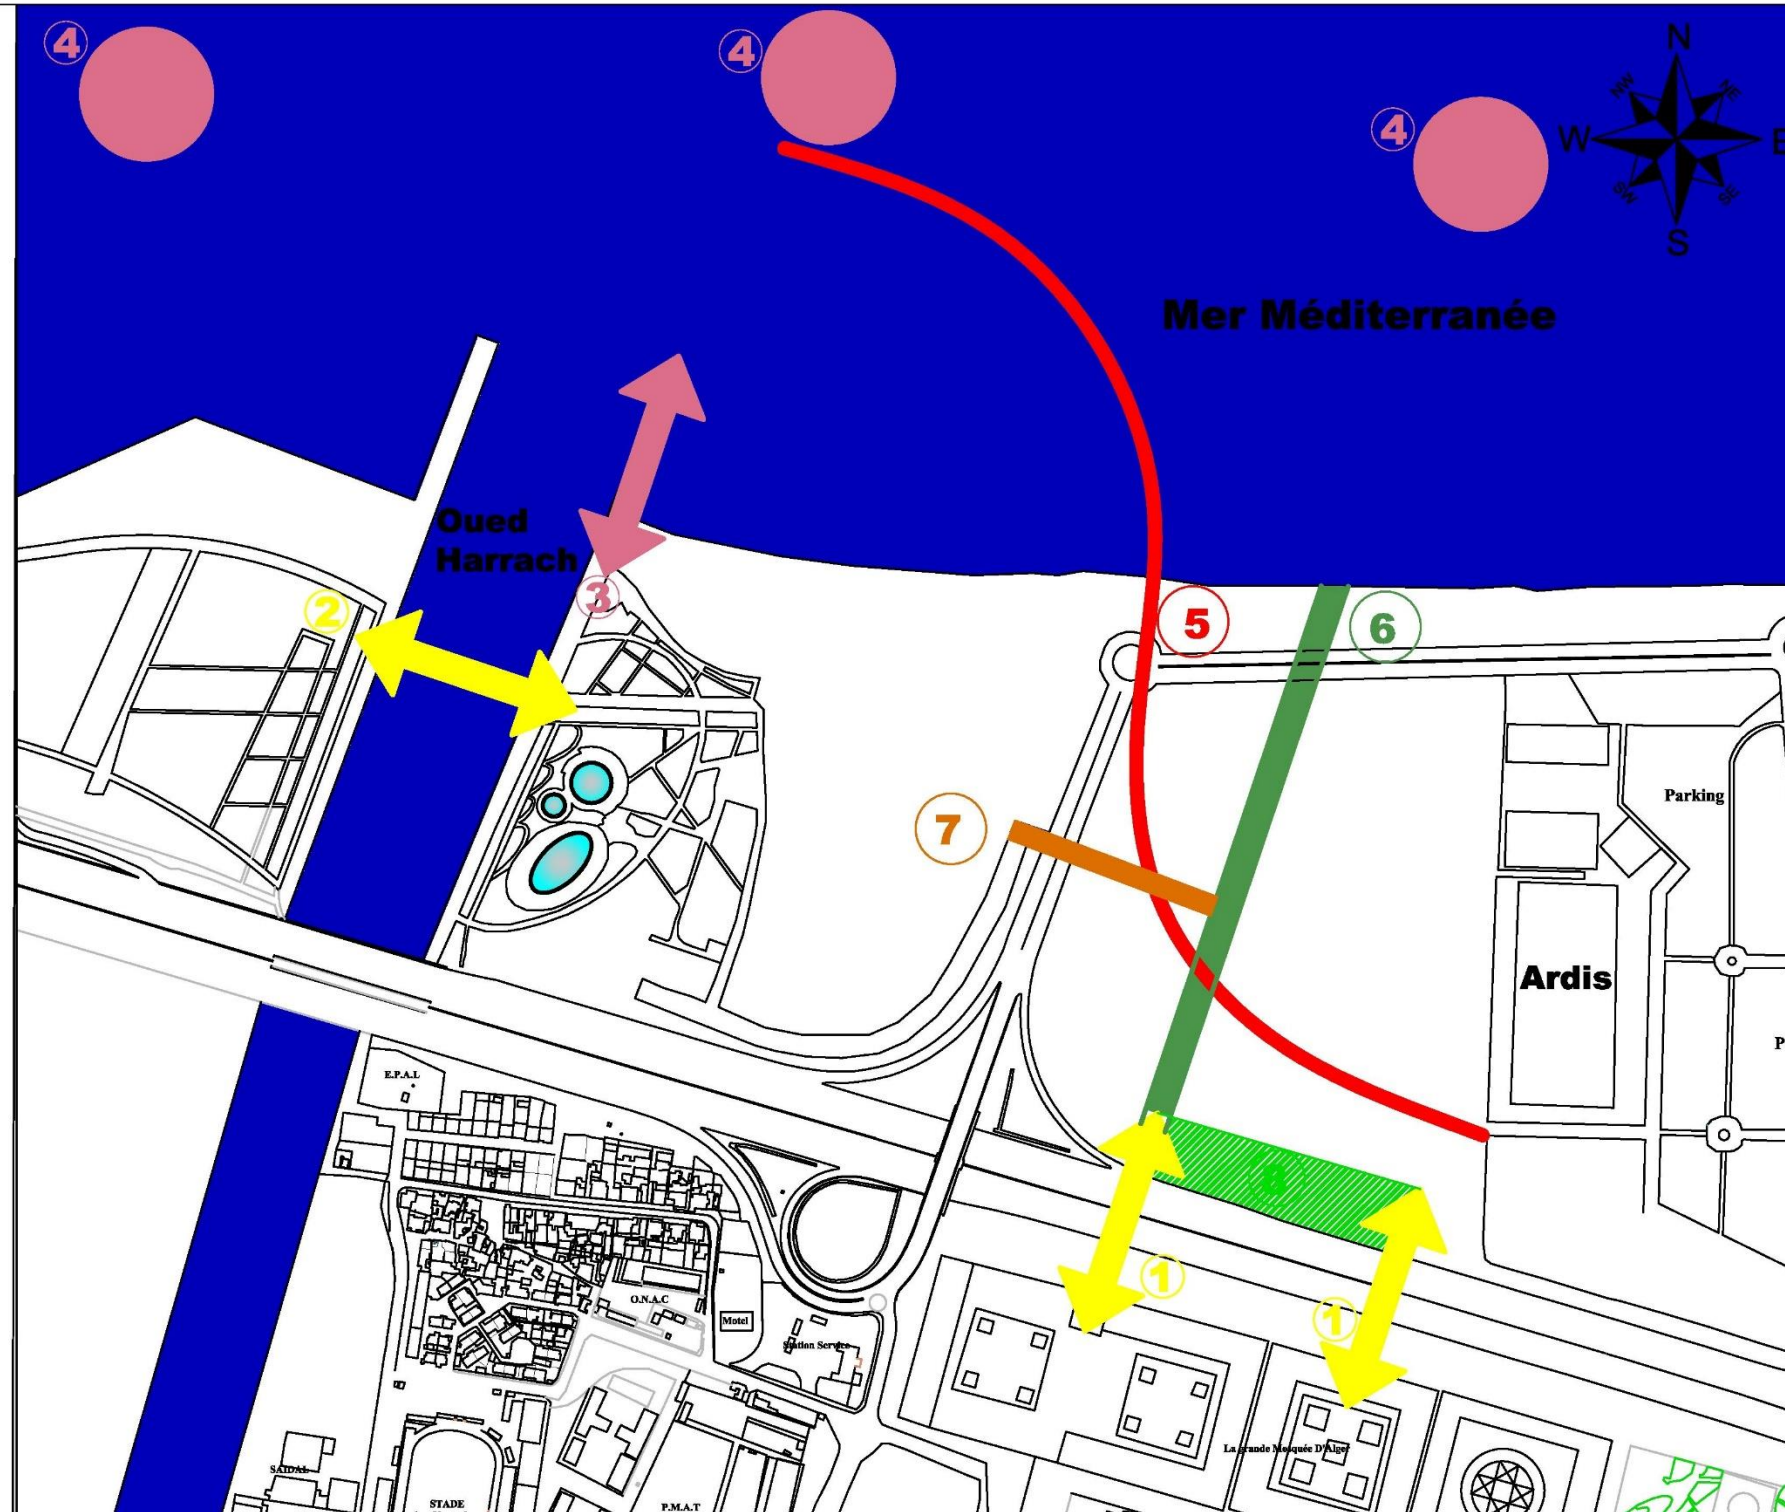 4
4
4
N
NW
NE
W
E
SW
SE
S
Mer Méditerranée
Oued
Harrach
2
3
5
6
Parking
7
Ardis
P
E.P.A.L
8
1
O.N.A.C
Motel
Station Service
1
La grande Mosquée D'Alger
SAIDAL
STADE
P.M.A.T